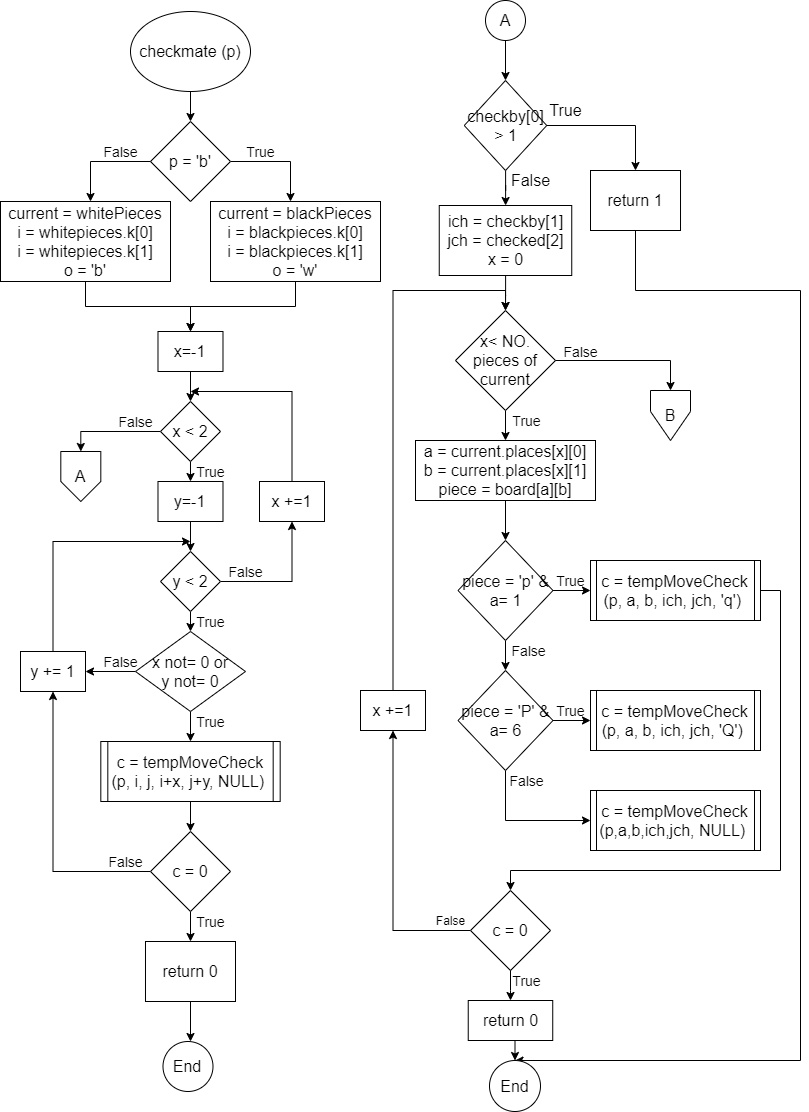 checkmate (p)
p = 'b'
False
True
current = whitePieces
i = whitepieces.k[0]
i = whitepieces.k[1]
o = 'b'
current = blackPieces
i = blackpieces.k[0]
i = blackpieces.k[1]
o = 'w'
x=-1
x < 2
False
A
True
y=-1
x +=1
y < 2
False
True
x not= 0 or
y not= 0
False
y += 1
True
c = tempMoveCheck
(p, i, j, i+x, j+y, NULL)
c = 0
False
True
return 0
End
A
checkby[0]
> 1
True
return 1
False
ich = checkby[1]
jch = checked[2]
x = 0
x< NO.
pieces of
current
False
B
True
a = current.places[x][0]
b = current.places[x][1]
piece = board[a][b]
piece = 'p' &
a= 1
True
c = tempMoveCheck
(p, a, b, ich, jch, 'q')
False
piece = 'P' &
a= 6
True
c = tempMoveCheck
(p, a, b, ich, jch, 'Q')
x +=1
False
c = tempMoveCheck
(p,a,b,ich,jch, NULL)
c = 0
False
True
return 0
End